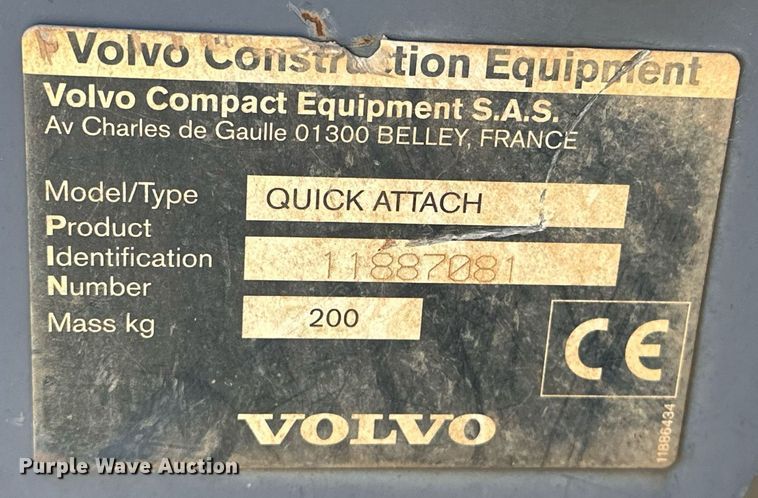 Volvo Construction Equipment
Volvo Compact Equipment S.A.S.
Av Charles de Gaulle 01300 BELLEY, FRANCE
Model/Type QUICK ATTACH
Product
Identification 11887081
Number
Mass kg 200
CE
VOLVO
11886434
Purple Wave Auction